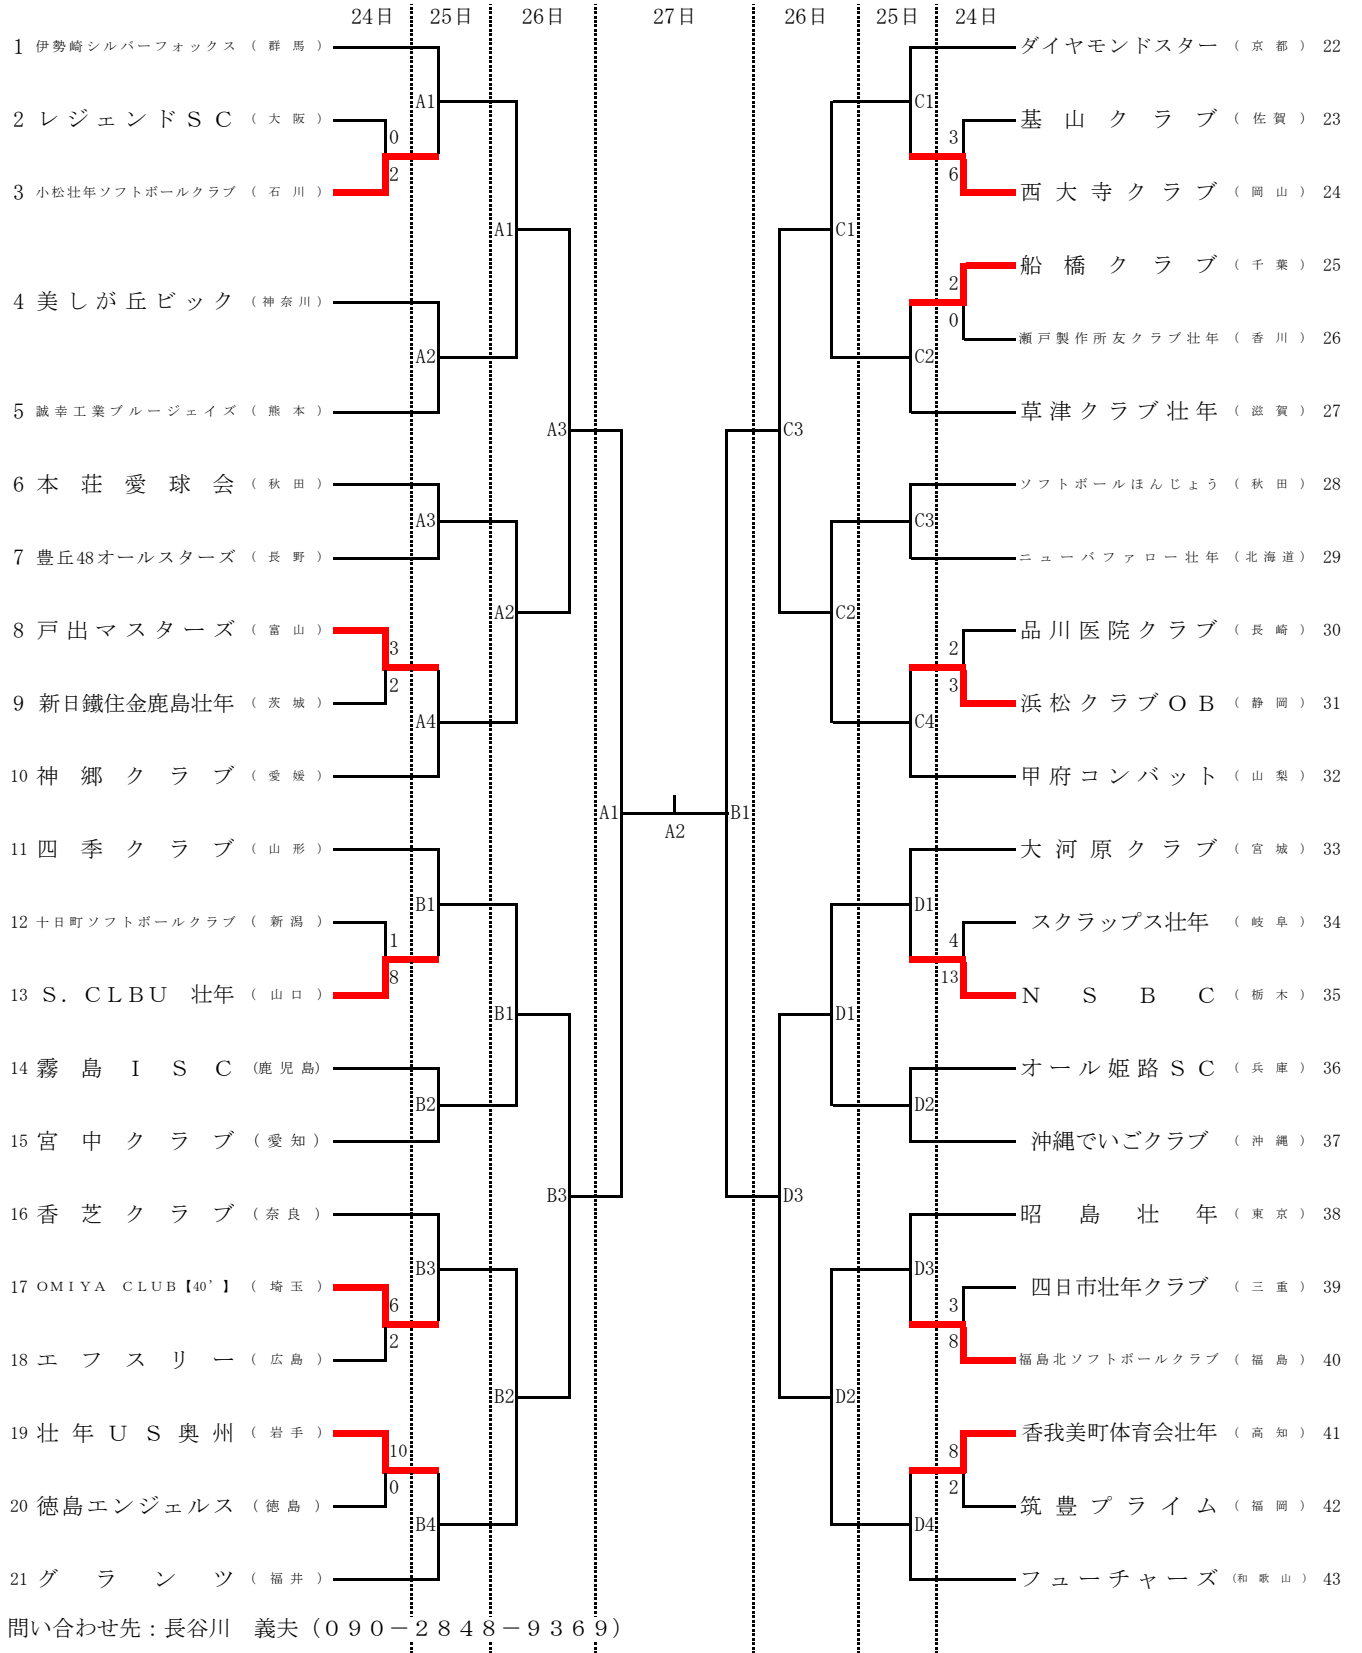 24日 25日 26日 27日 26日 25日 24日
1 伊勢崎シルバーフォックス （群馬） ダイヤモンドスター （京都） 22
A1 C1
2 レジェンドＳＣ （大阪） 基山クラブ （佐賀） 23
0 3
2 6
3 小松壮年ソフトボールクラブ （石川） 西大寺クラブ （岡山） 24
A1 C1
船橋クラブ （千葉） 25
2
4 美しが丘ビック （神奈川）
0
瀬戸製作所友クラブ壮年 （香川） 26
A2 C2
5 誠幸工業ブルージェイズ （熊本） 草津クラブ壮年 （滋賀） 27
A3 C3
6 本荘愛球会 （秋田） ソフトボールほんじょう （秋田） 28
A3 C3
7 豊丘48オールスターズ （長野） ニューバファロー壮年 （北海道） 29
A2 C2
8 戸出マスターズ （富山） 品川医院クラブ （長崎） 30
3 2
2 3
9 新日鐵住金鹿島壮年 （茨城） 浜松クラブＯＢ （静岡） 31
A4 C4
10 神郷クラブ （愛媛） 甲府コンバット （山梨） 32
A1 B1
A2
11 四季クラブ （山形） 大河原クラブ （宮城） 33
B1 D1
12 十日町ソフトボールクラブ （新潟） スクラップス壮年 （岐阜） 34
1 4
8 13
13 Ｓ．ＣＬＢＵ 壮年 （山口） ＮＳＢＣ （栃木） 35
B1 D1
14 霧島ＩＳＣ (鹿児島) オール姫路ＳＣ （兵庫） 36
B2 D2
15 宮中クラブ （愛知） 沖縄でいごクラブ （沖縄） 37
B3 D3
16 香芝クラブ （奈良） 昭島壮年 （東京） 38
B3 D3
17 ＯＭＩＹＡ ＣＬＵＢ【40’】 （埼玉） 四日市壮年クラブ （三重） 39
6 3
2 8
18 エフスリー （広島） 福島北ソフトボールクラブ （福島） 40
B2 D2
19 壮年ＵＳ奥州 （岩手） 香我美町体育会壮年 （高知） 41
10 8
0 2
20 徳島エンジェルス （徳島） 筑豊プライム （福岡） 42
B4 D4
21 グランツ （福井） フューチャーズ (和歌山) 43
問い合わせ先：長谷川 義夫（０９０－２８４８－９３６９）